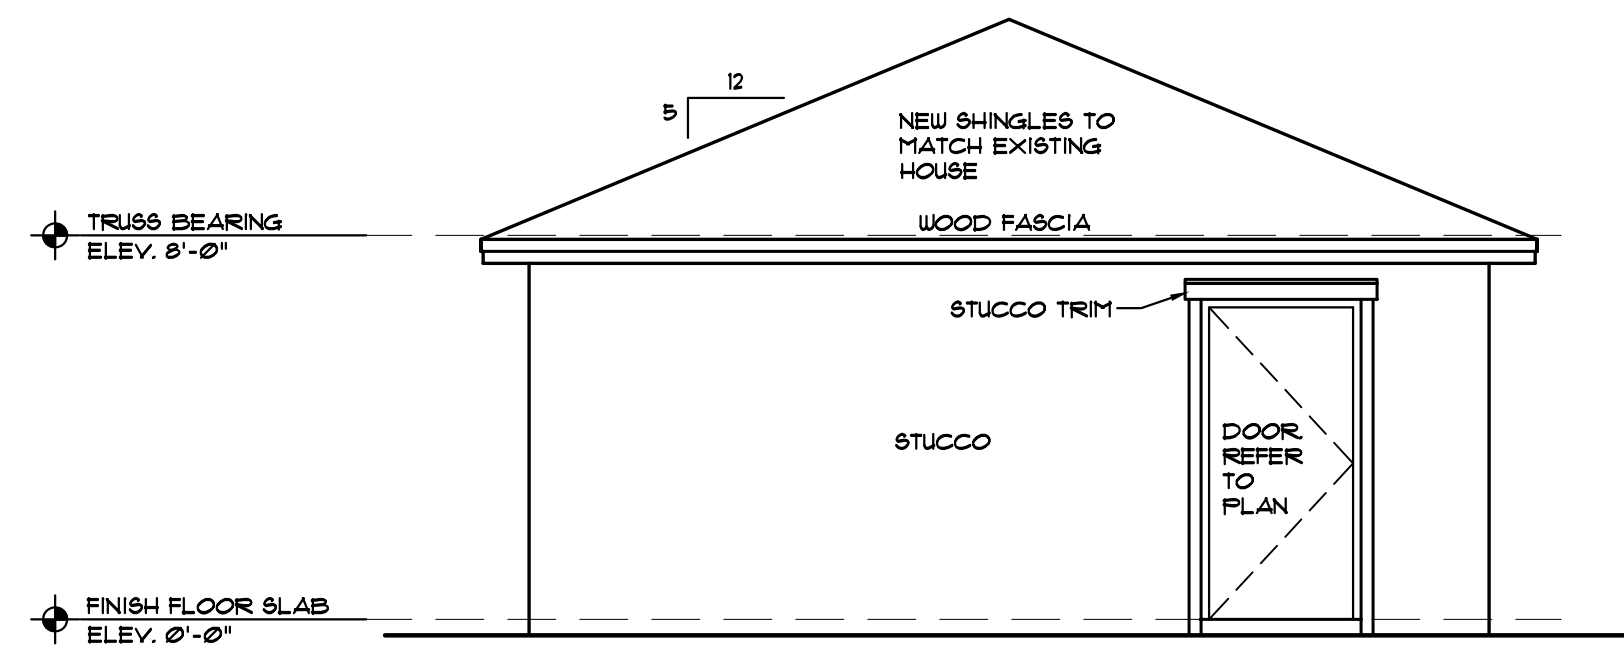 12
5
NEW SHINGLES TO
MATCH EXISTING
HOUSE
TRUSS BEARING
ELEV. 8'-0"
WOOD FASCIA
STUCCO TRIM
STUCCO
DOOR.
REFER
TO
PLAN
FINISH FLOOR SLAB
ELEV. 0'-0"